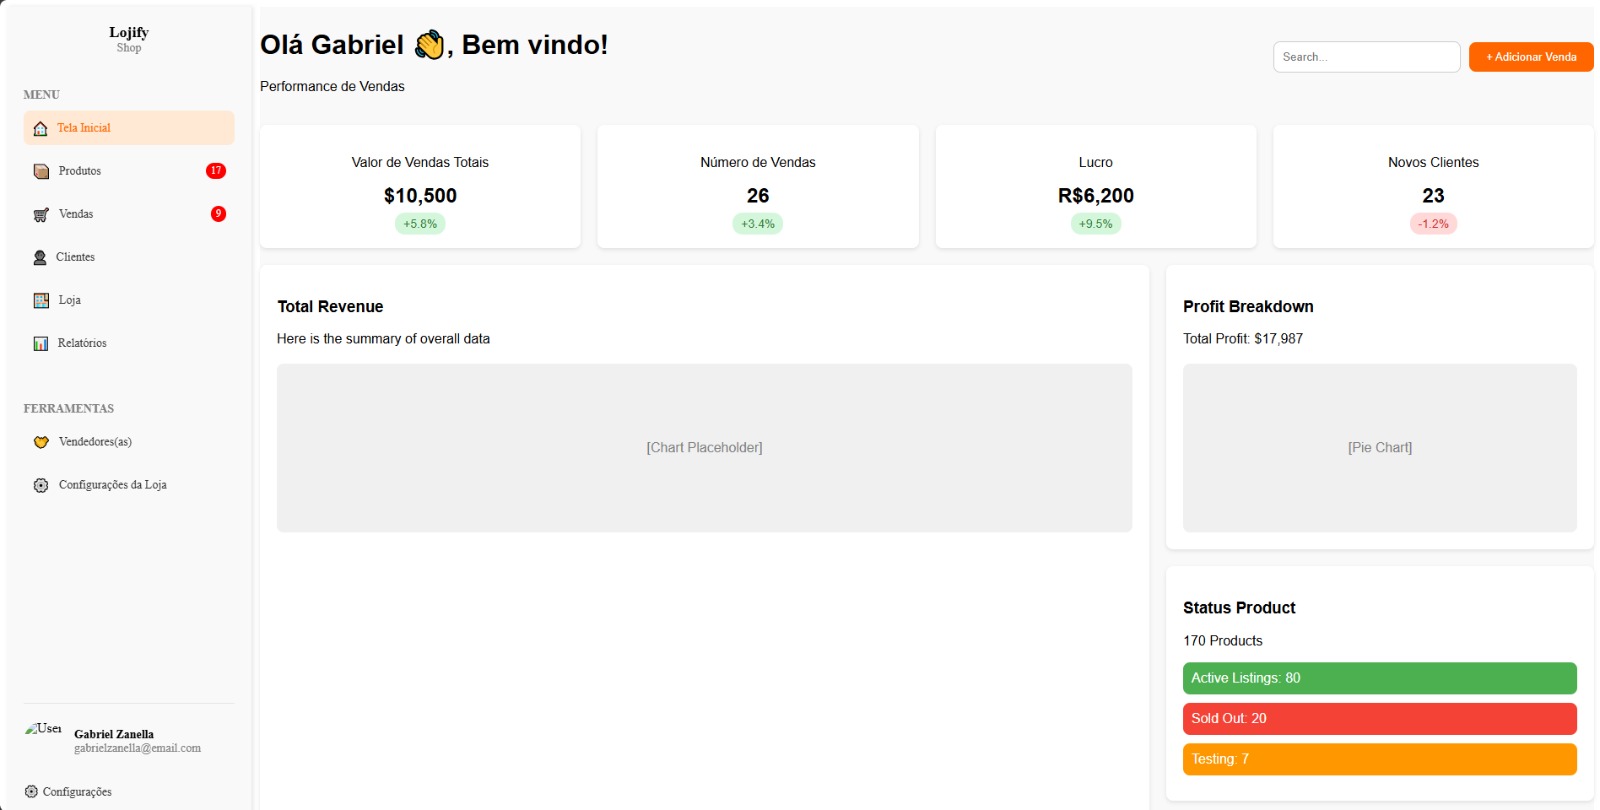 Lojify
Shop
MENU
Tela Inicial
Produtos 17
Vendas 9
Clientes
Loja
Relatórios
FERRAMENTAS
Vendedores(as)
Configurações da Loja
User
Gabriel Zanella
gabrielzanella@email.com
Configurações
Olá Gabriel 👋, Bem vindo!
Performance de Vendas
Search...
+ Adicionar Venda
Valor de Vendas Totais
$10,500
+5.8%
Número de Vendas
26
+3.4%
Lucro
R$6,200
+9.5%
Novos Clientes
23
-1.2%
Total Revenue
Here is the summary of overall data
[Chart Placeholder]
Profit Breakdown
Total Profit: $17,987
[Pie Chart]
Status Product
170 Products
Active Listings: 80
Sold Out: 20
Testing: 7